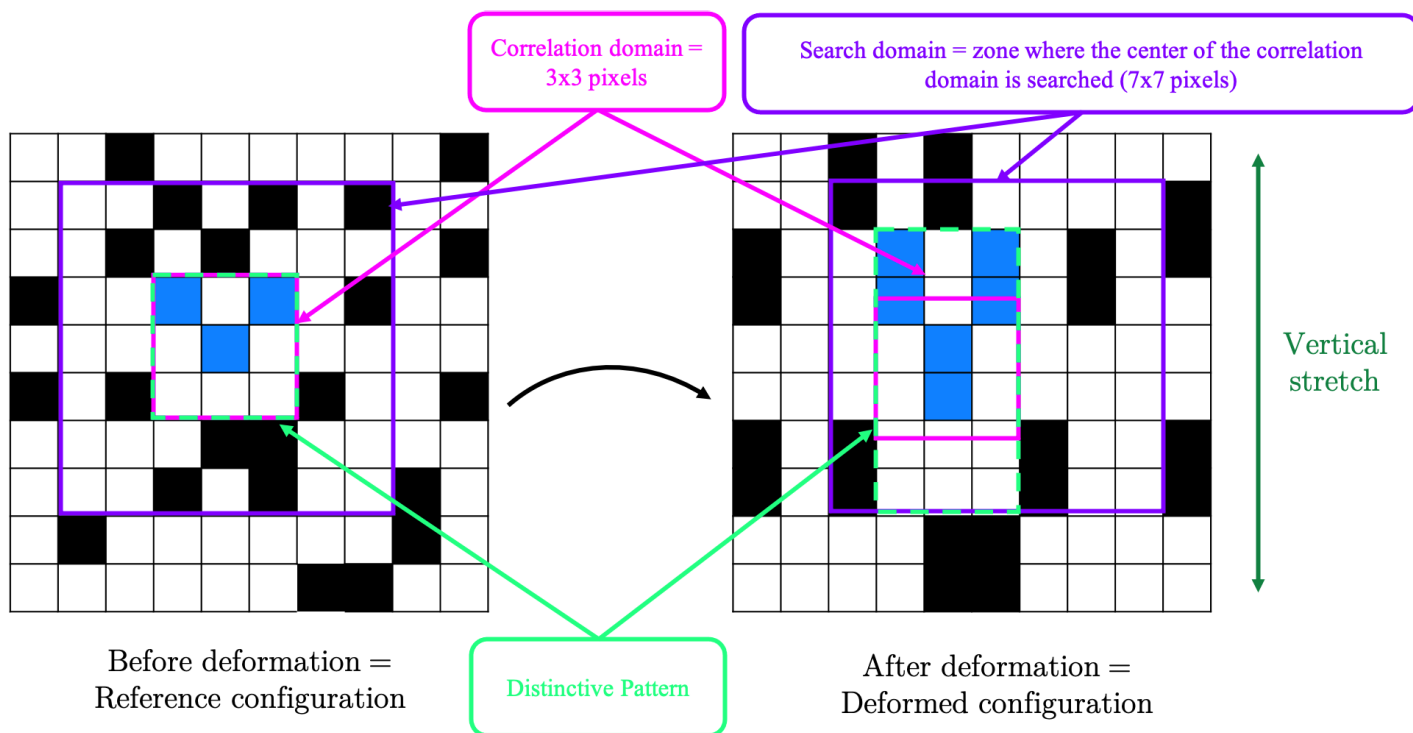 Correlation domain =
3x3 pixels
Search domain = zone where the center of the correlation
domain is searched (7x7 pixels)
Vertical
stretch
Before deformation =
Reference configuration
Distinctive Pattern
After deformation =
Deformed configuration